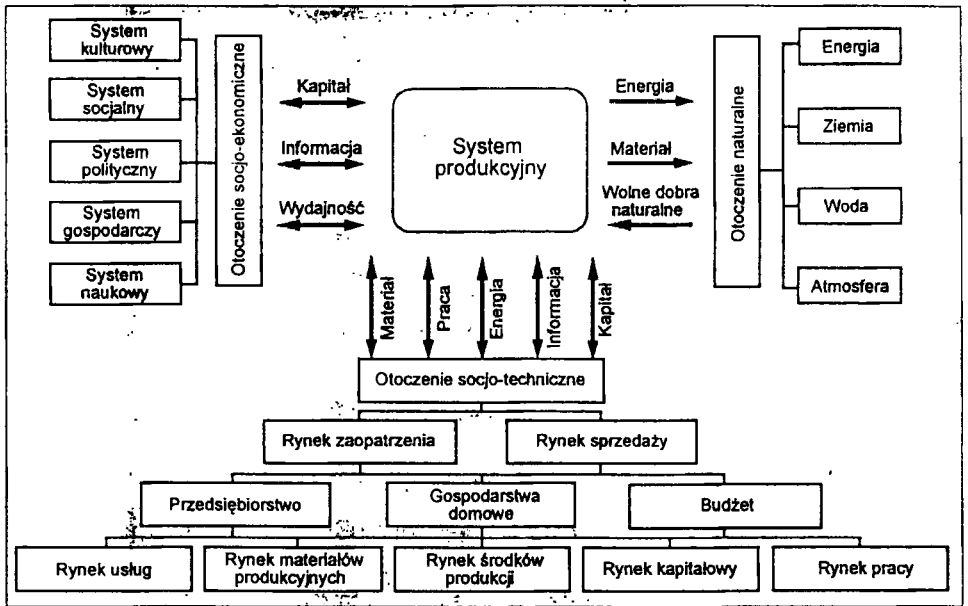 System
kulturowy
System
socjalny
System
polityczny
System
gospodarczy
System
naukowy
Otoczenie socjo-ekonomiczne
Kapitał
Informacja
Wydajność
System
produkcyjny
Energia
Materiał
Wolne dobra
naturalne
Otoczenie naturalne
Energia
Ziemia
Woda
Atmosfera
Materiał
Praca
Energia
Informacja
Kapitał
Otoczenie socjo-techniczne
Rynek zaopatrzenia
Rynek sprzedaży
Przedsiębiorstwo
Gospodarstwa
domowe
Budżet
Rynek usług
Rynek materiałów
produkcyjnych
Rynek środków
produkcji
Rynek kapitałowy
Rynek pracy